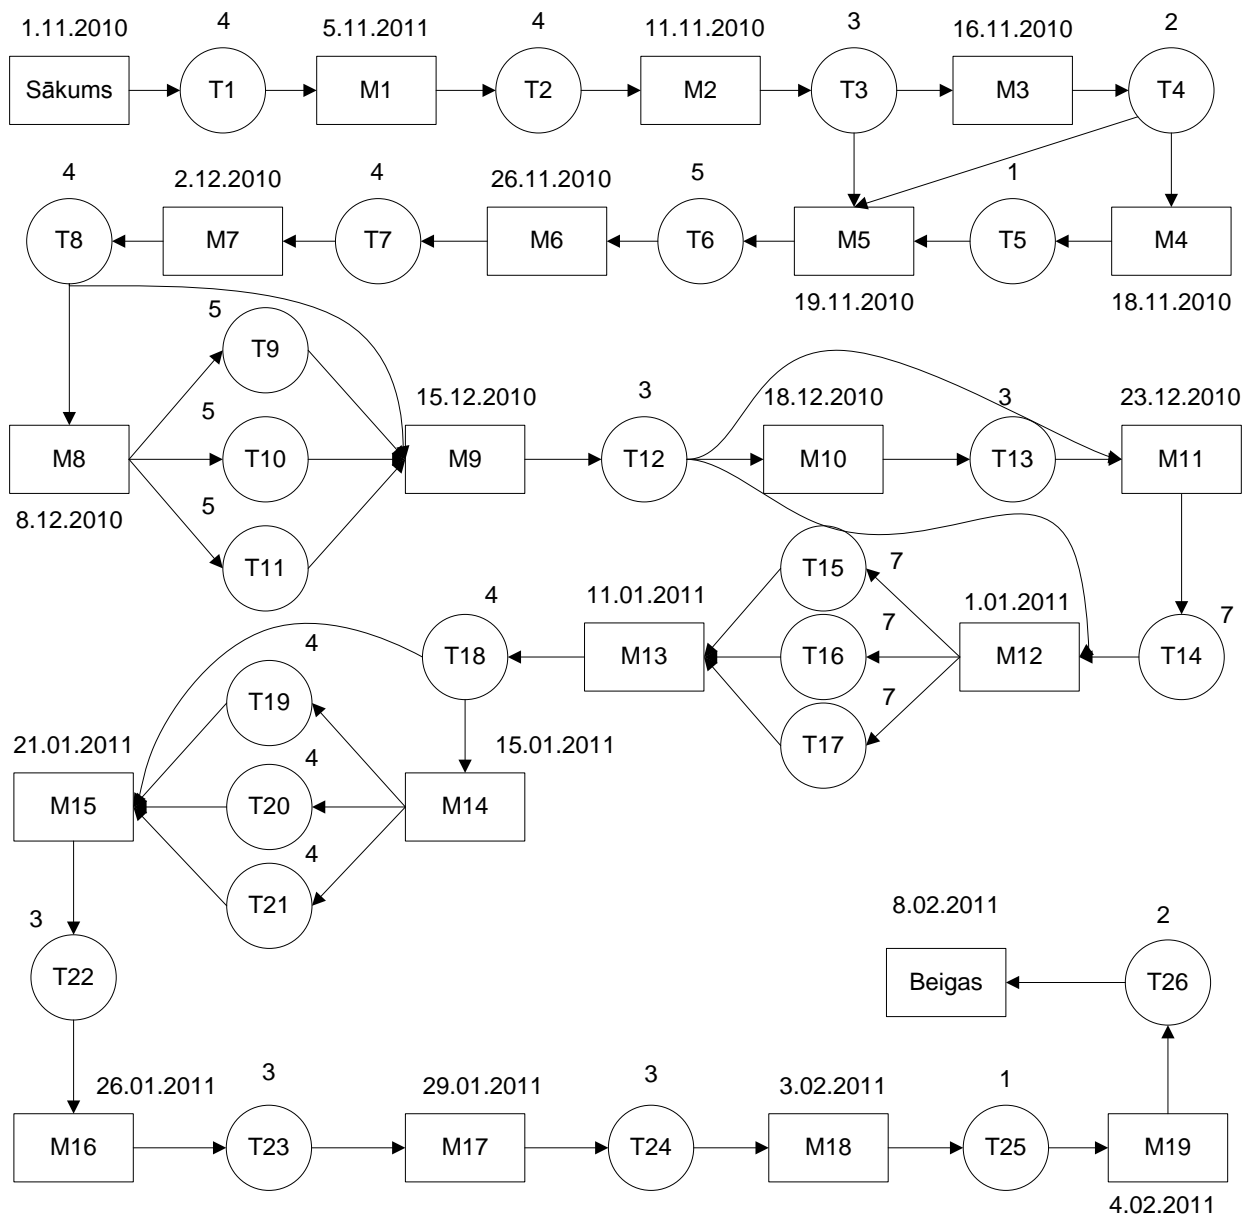 1.11.2010
4
5.11.2011
4
11.11.2010
3
16.11.2010
2
Sākums
T1
M1
T2
M2
T3
M3
T4
4
2.12.2010
4
26.11.2010
5
1
T8
M7
T7
M6
T6
M5
T5
M4
19.11.2010
18.11.2010
5
T9
15.12.2010
3
18.12.2010
3
23.12.2010
5
M8
T10
M9
T12
M10
T13
M11
8.12.2010
5
T11
T15
7
11.01.2011
4
7
1.01.2011
7
4
T18
M13
T16
M12
T14
T19
7
T17
21.01.2011
4
15.01.2011
M15
T20
M14
4
T21
3
8.02.2011
2
T22
Beigas
T26
26.01.2011
3
29.01.2011
3
3.02.2011
1
M16
T23
M17
T24
M18
T25
M19
4.02.2011